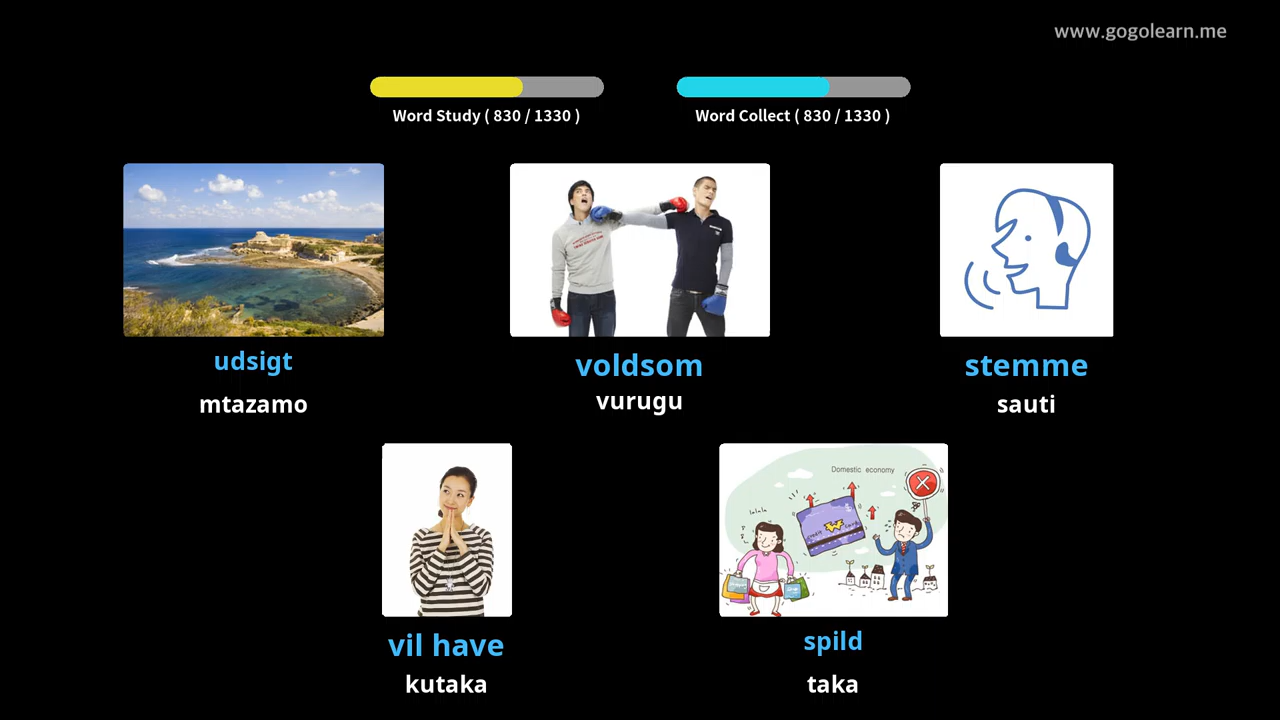 www.gogolearn.me
Word Study ( 830 / 1330 )
Word Collect ( 830 / 1330 )
udsigt
mtazamo
voldsom
vurugu
stemme
sauti
Domestic economy
lalala
vil have
kutaka
spild
taka